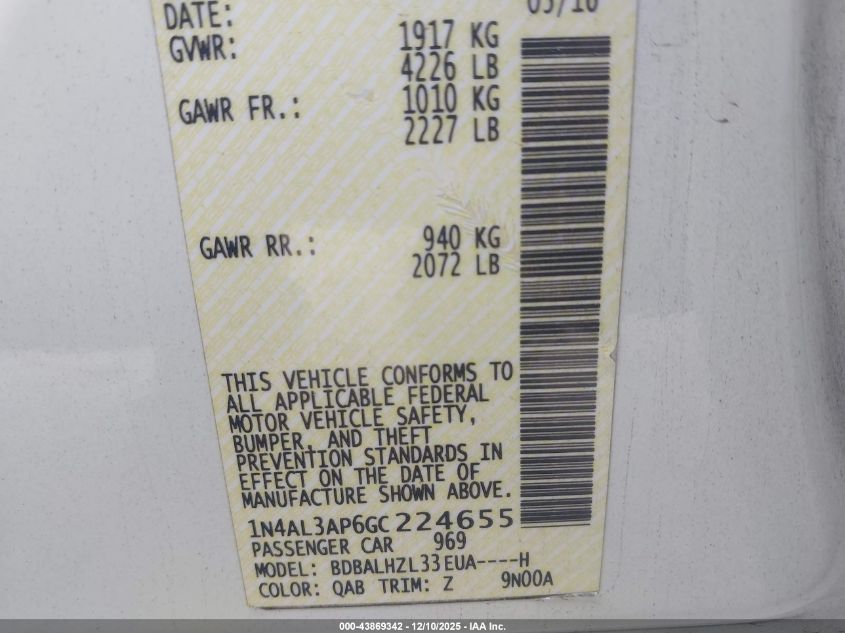 DATE: 05/16
GVWR: 1917 KG
4226 LB
GAWR FR.: 1010 KG
2227 LB
GAWR RR.: 940 KG
2072 LB
THIS VEHICLE CONFORMS TO
ALL APPLICABLE FEDERAL
MOTOR VEHICLE SAFETY,
BUMPER, AND THEFT
PREVENTION STANDARDS IN
EFFECT ON THE DATE OF
MANUFACTURE SHOWN ABOVE.
1N4AL3AP6GC224655
PASSENGER CAR 969
MODEL: BDBALHZL33EUA----H
COLOR: QAB TRIM: Z 9N00A
000-43869342 - 12/10/2025 - IAA Inc.